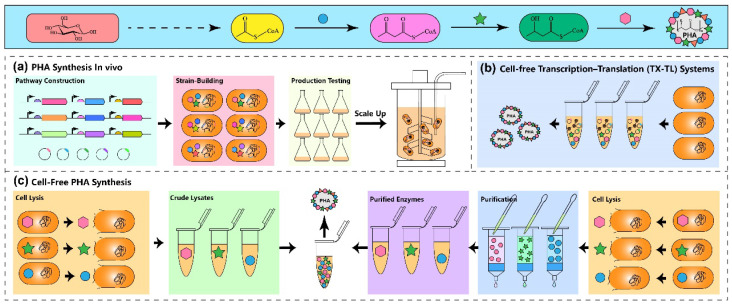 S-CoA
S-CoA
OH
S-CoA
PHA
(a) PHA Synthesis In vivo
Pathway Construction
Strain-Building
Production Testing
Scale Up
(b) Cell-free Transcription–Translation (TX-TL) Systems
PHA
PHA
PHA
(c) Cell-Free PHA Synthesis
Cell Lysis
Crude Lysates
PHA
Purified Enzymes
Purification
Cell Lysis